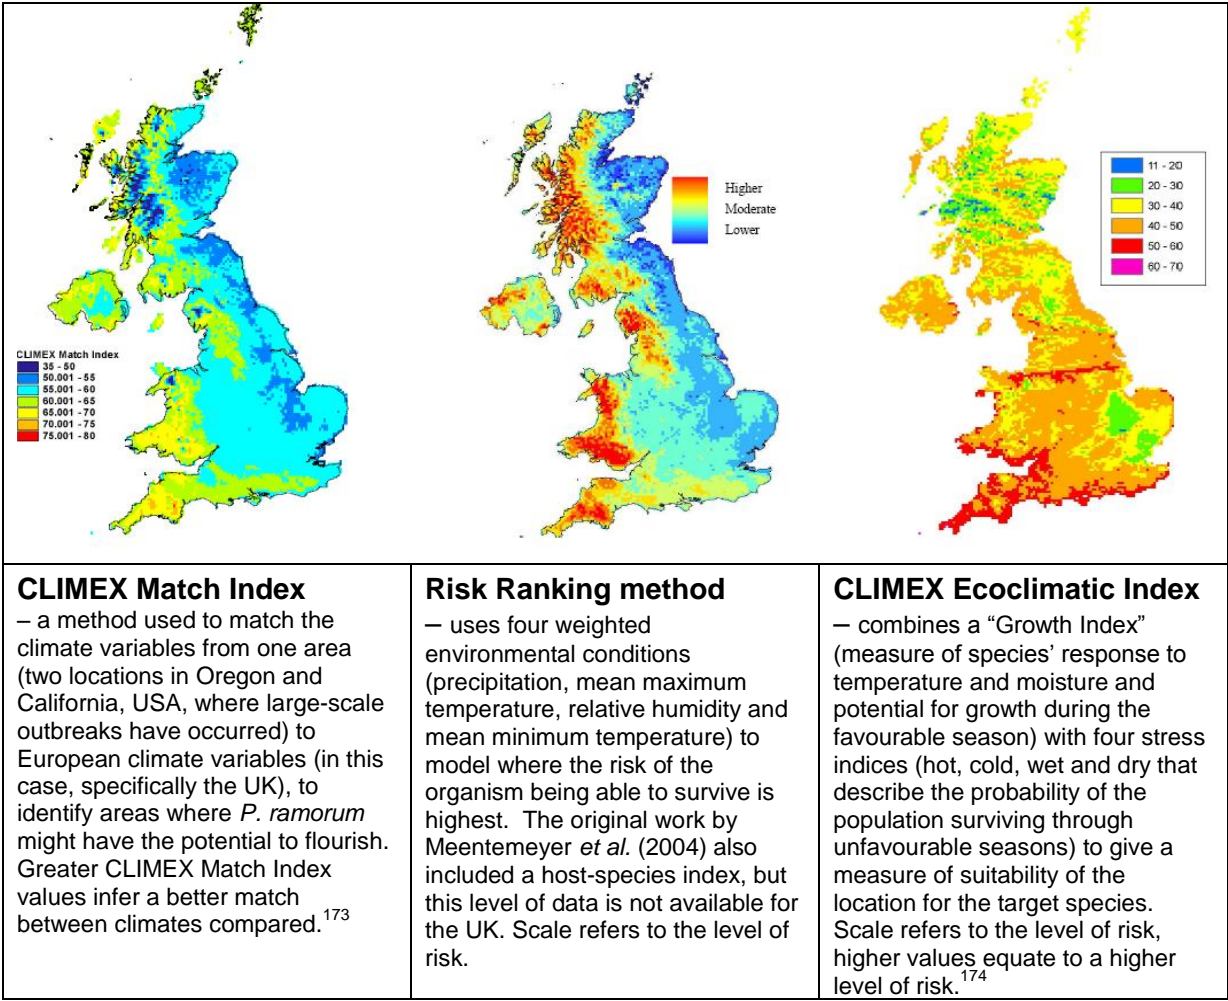 CLIMEX Match Index
35 - 50
50.001 - 55
55.001 - 60
60.001 - 65
65.001 - 70
70.001 - 75
75.001 - 80
Higher
Moderate
Lower
11 - 20
20 - 30
30 - 40
40 - 50
50 - 60
60 - 70
CLIMEX Match Index
– a method used to match the
climate variables from one area
(two locations in Oregon and
California, USA, where large-scale
outbreaks have occurred) to
European climate variables (in this
case, specifically the UK), to
identify areas where P. ramorum
might have the potential to flourish.
Greater CLIMEX Match Index
values infer a better match
between climates compared.173
Risk Ranking method
– uses four weighted
environmental conditions
(precipitation, mean maximum
temperature, relative humidity and
mean minimum temperature) to
model where the risk of the
organism being able to survive is
highest. The original work by
Meentemeyer et al. (2004) also
included a host-species index, but
this level of data is not available for
the UK. Scale refers to the level of
risk.
CLIMEX Ecoclimatic Index
– combines a “Growth Index”
(measure of species’ response to
temperature and moisture and
potential for growth during the
favourable season) with four stress
indices (hot, cold, wet and dry that
describe the probability of the
population surviving through
unfavourable seasons) to give a
measure of suitability of the
location for the target species.
Scale refers to the level of risk,
higher values equate to a higher
level of risk.174